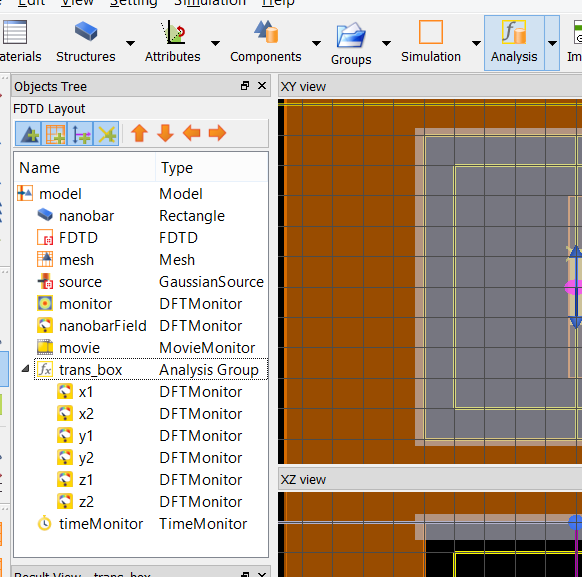 Edit View Setting Simulation Help
Materials Structures Attributes Components Groups Simulation Analysis
Objects Tree XY view
FDTD Layout
Name Type
model Model
nanobar Rectangle
FDTD FDTD
mesh Mesh
source GaussianSource
monitor DFTMonitor
nanobarField DFTMonitor
movie MovieMonitor
trans_box Analysis Group
x1 DFTMonitor
x2 DFTMonitor
y1 DFTMonitor
y2 DFTMonitor
z1 DFTMonitor
z2 DFTMonitor
timeMonitor TimeMonitor
XZ view
Result View - trans_box